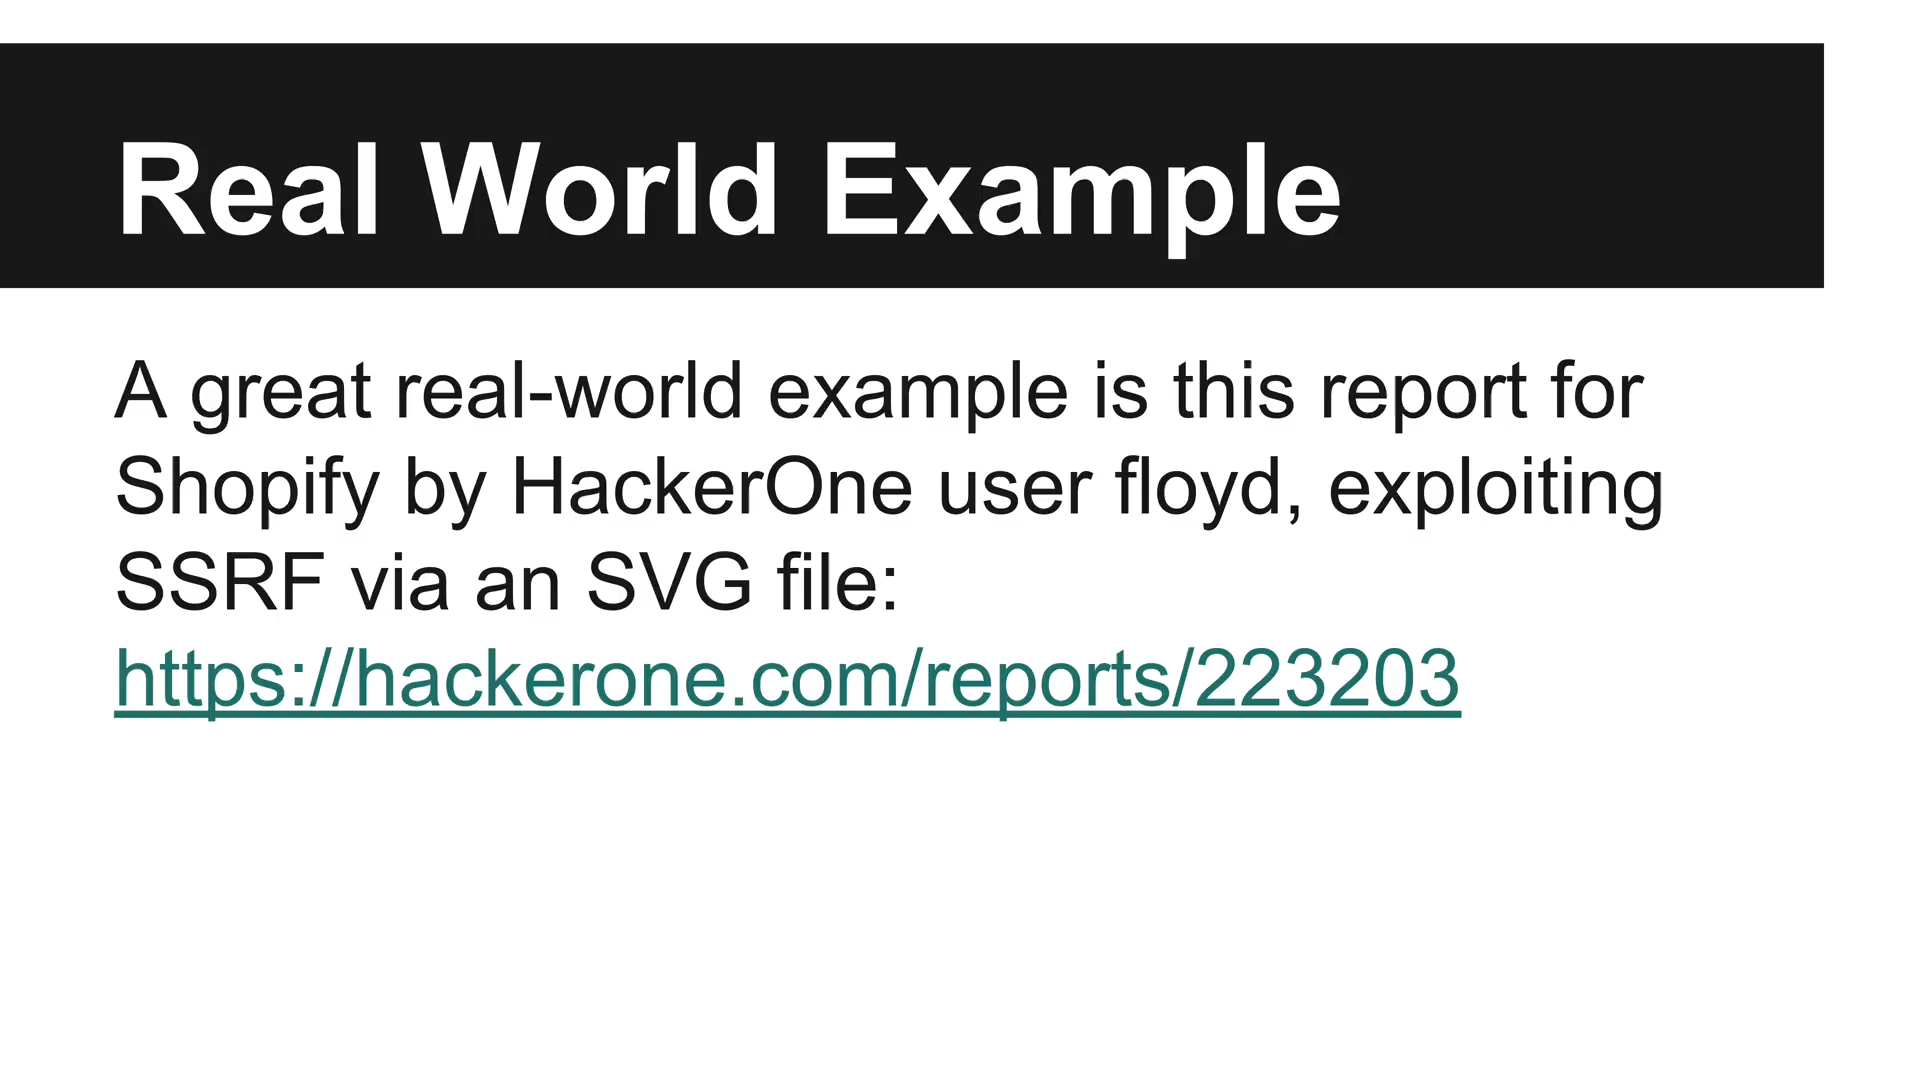 Real World Example
A great real-world example is this report for
Shopify by HackerOne user floyd, exploiting
SSRF via an SVG file:
https://hackerone.com/reports/223203